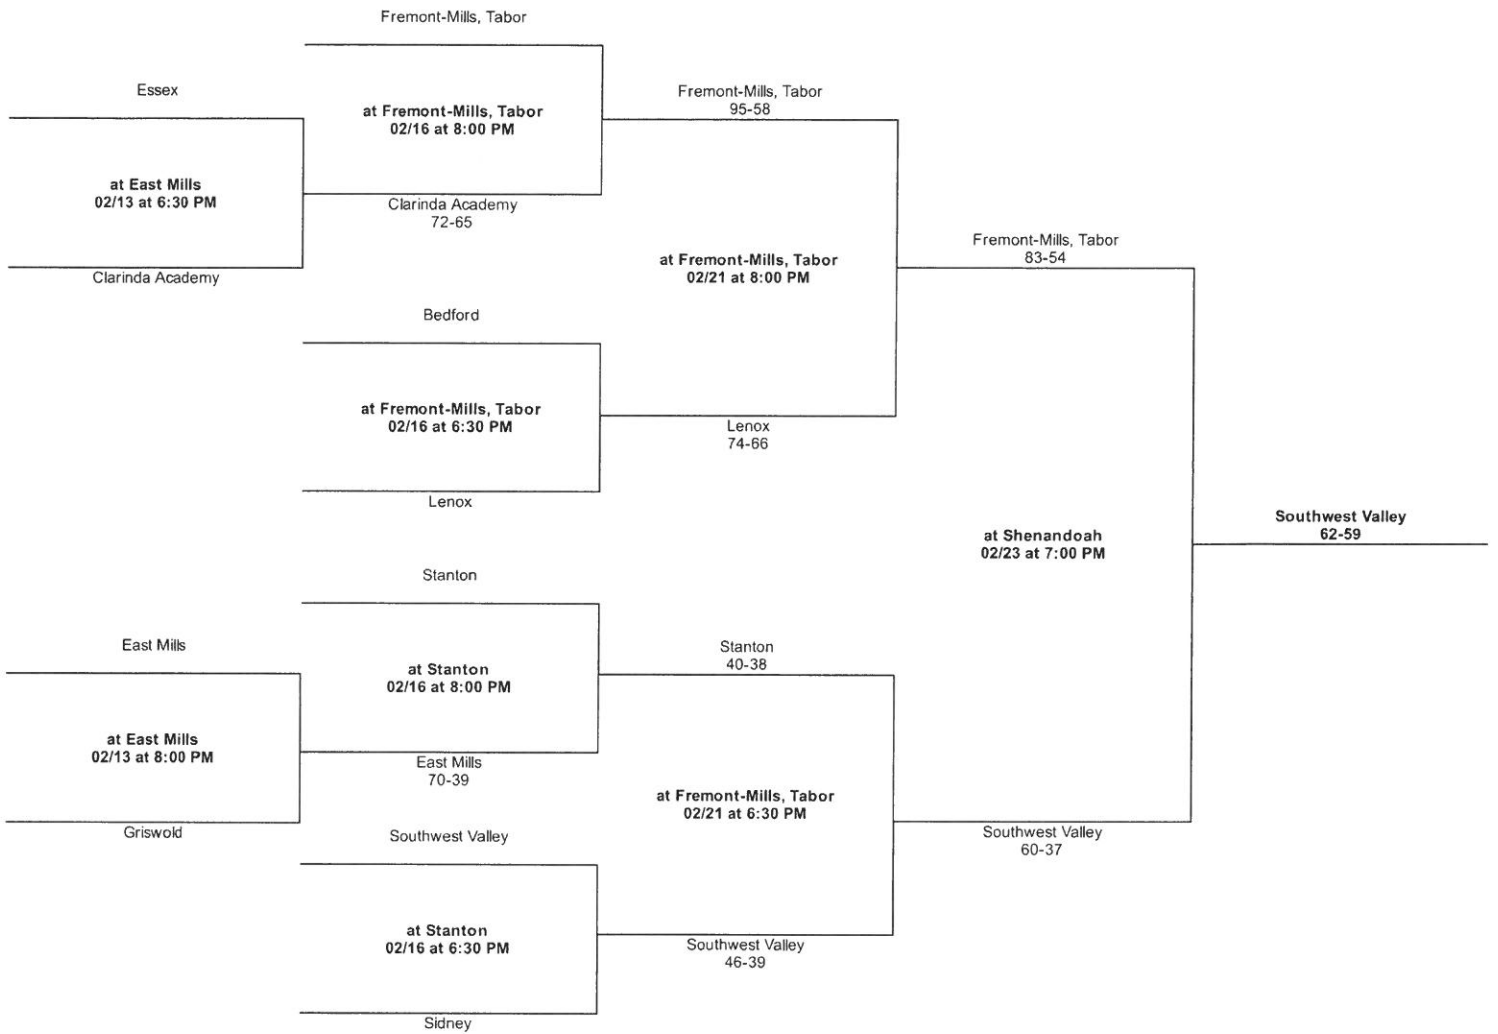 Fremont-Mills, Tabor
Essex
at Fremont-Mills, Tabor
02/16 at 8:00 PM
Fremont-Mills, Tabor
95-58
at East Mills
02/13 at 6:30 PM
Clarinda Academy
72-65
Clarinda Academy
Fremont-Mills, Tabor
83-54
at Fremont-Mills, Tabor
02/21 at 8:00 PM
Bedford
at Fremont-Mills, Tabor
02/16 at 6:30 PM
Lenox
74-66
Lenox
at Shenandoah
02/23 at 7:00 PM
Southwest Valley
62-59
Stanton
East Mills
at Stanton
02/16 at 8:00 PM
Stanton
40-38
at East Mills
02/13 at 8:00 PM
East Mills
70-39
Griswold
at Fremont-Mills, Tabor
02/21 at 6:30 PM
Southwest Valley
Southwest Valley
60-37
at Stanton
02/16 at 6:30 PM
Southwest Valley
46-39
Sidney